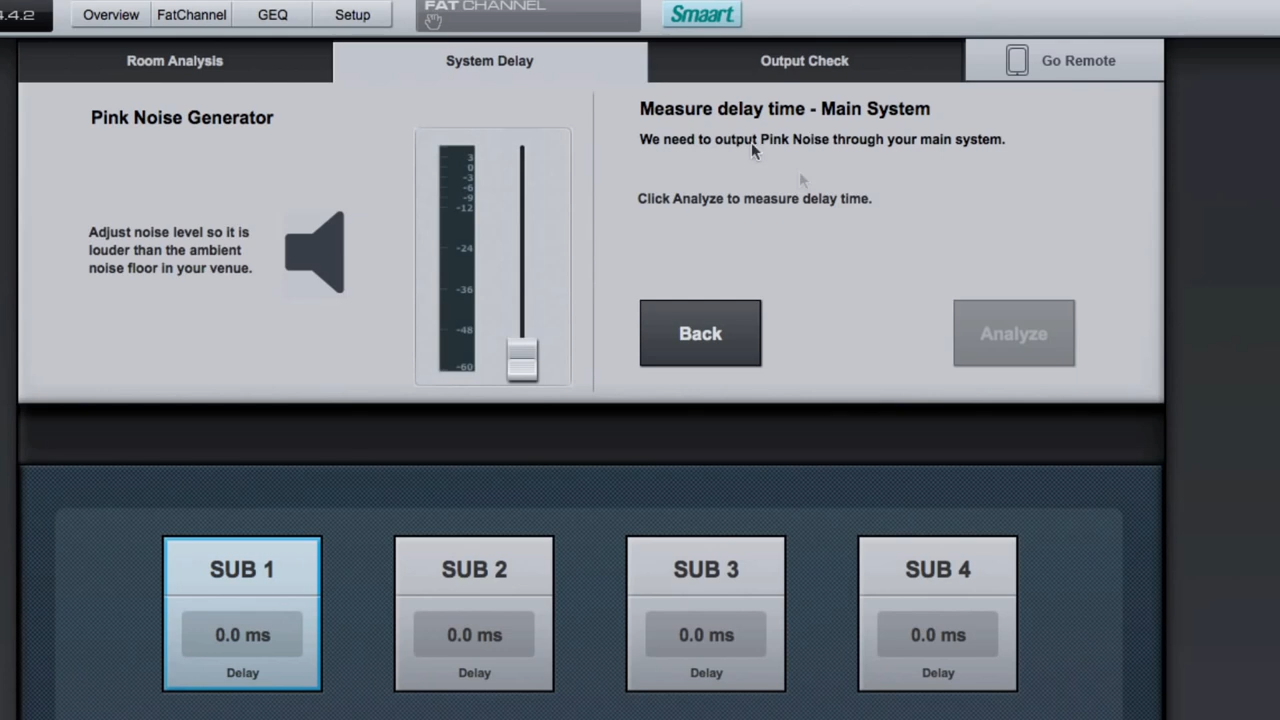 4.4.2
Overview
FatChannel
GEQ
Setup
FAT CHANNEL
Smaart
Room Analysis
System Delay
Output Check
Go Remote
Pink Noise Generator
Adjust noise level so it is
louder than the ambient
noise floor in your venue.
3
0
-3
-6
-9
-12
-24
-36
-48
-60
Measure delay time - Main System
We need to output Pink Noise through your main system.
Click Analyze to measure delay time.
Back
Analyze
SUB 1
0.0 ms
Delay
SUB 2
0.0 ms
Delay
SUB 3
0.0 ms
Delay
SUB 4
0.0 ms
Delay